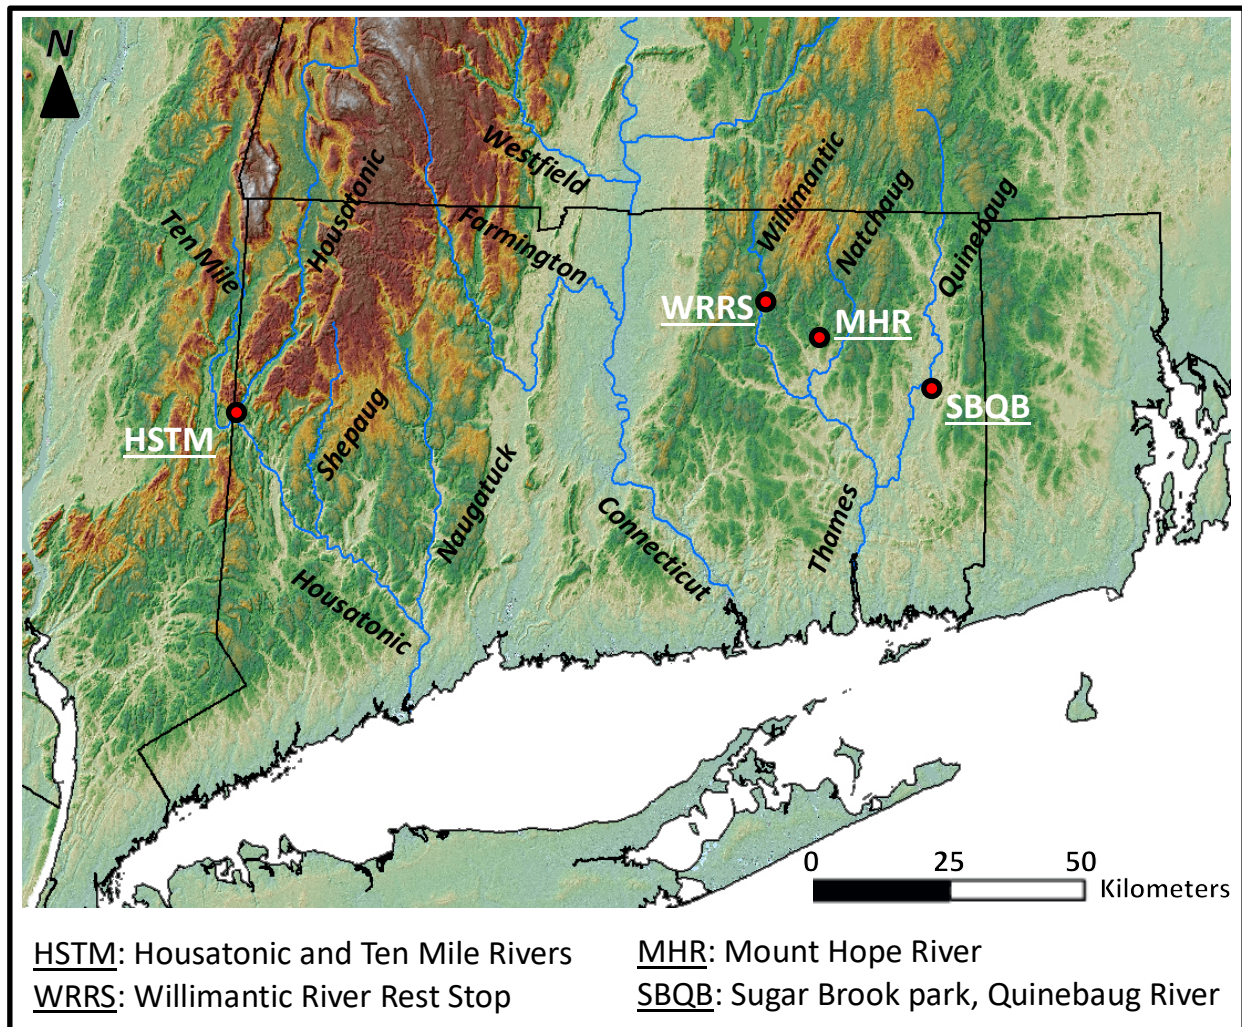 N
Westfield
Willimantic
Natchaug
Housatonic
Ten Mile
Farmington
Quinebaug
WRRS
MHR
SBQB
HSTM
Shepaug
Naugatuck
Connecticut
Thames
Housatonic
0 25 50
Kilometers
HSTM: Housatonic and Ten Mile Rivers
WRRS: Willimantic River Rest Stop
MHR: Mount Hope River
SBQB: Sugar Brook park, Quinebaug River